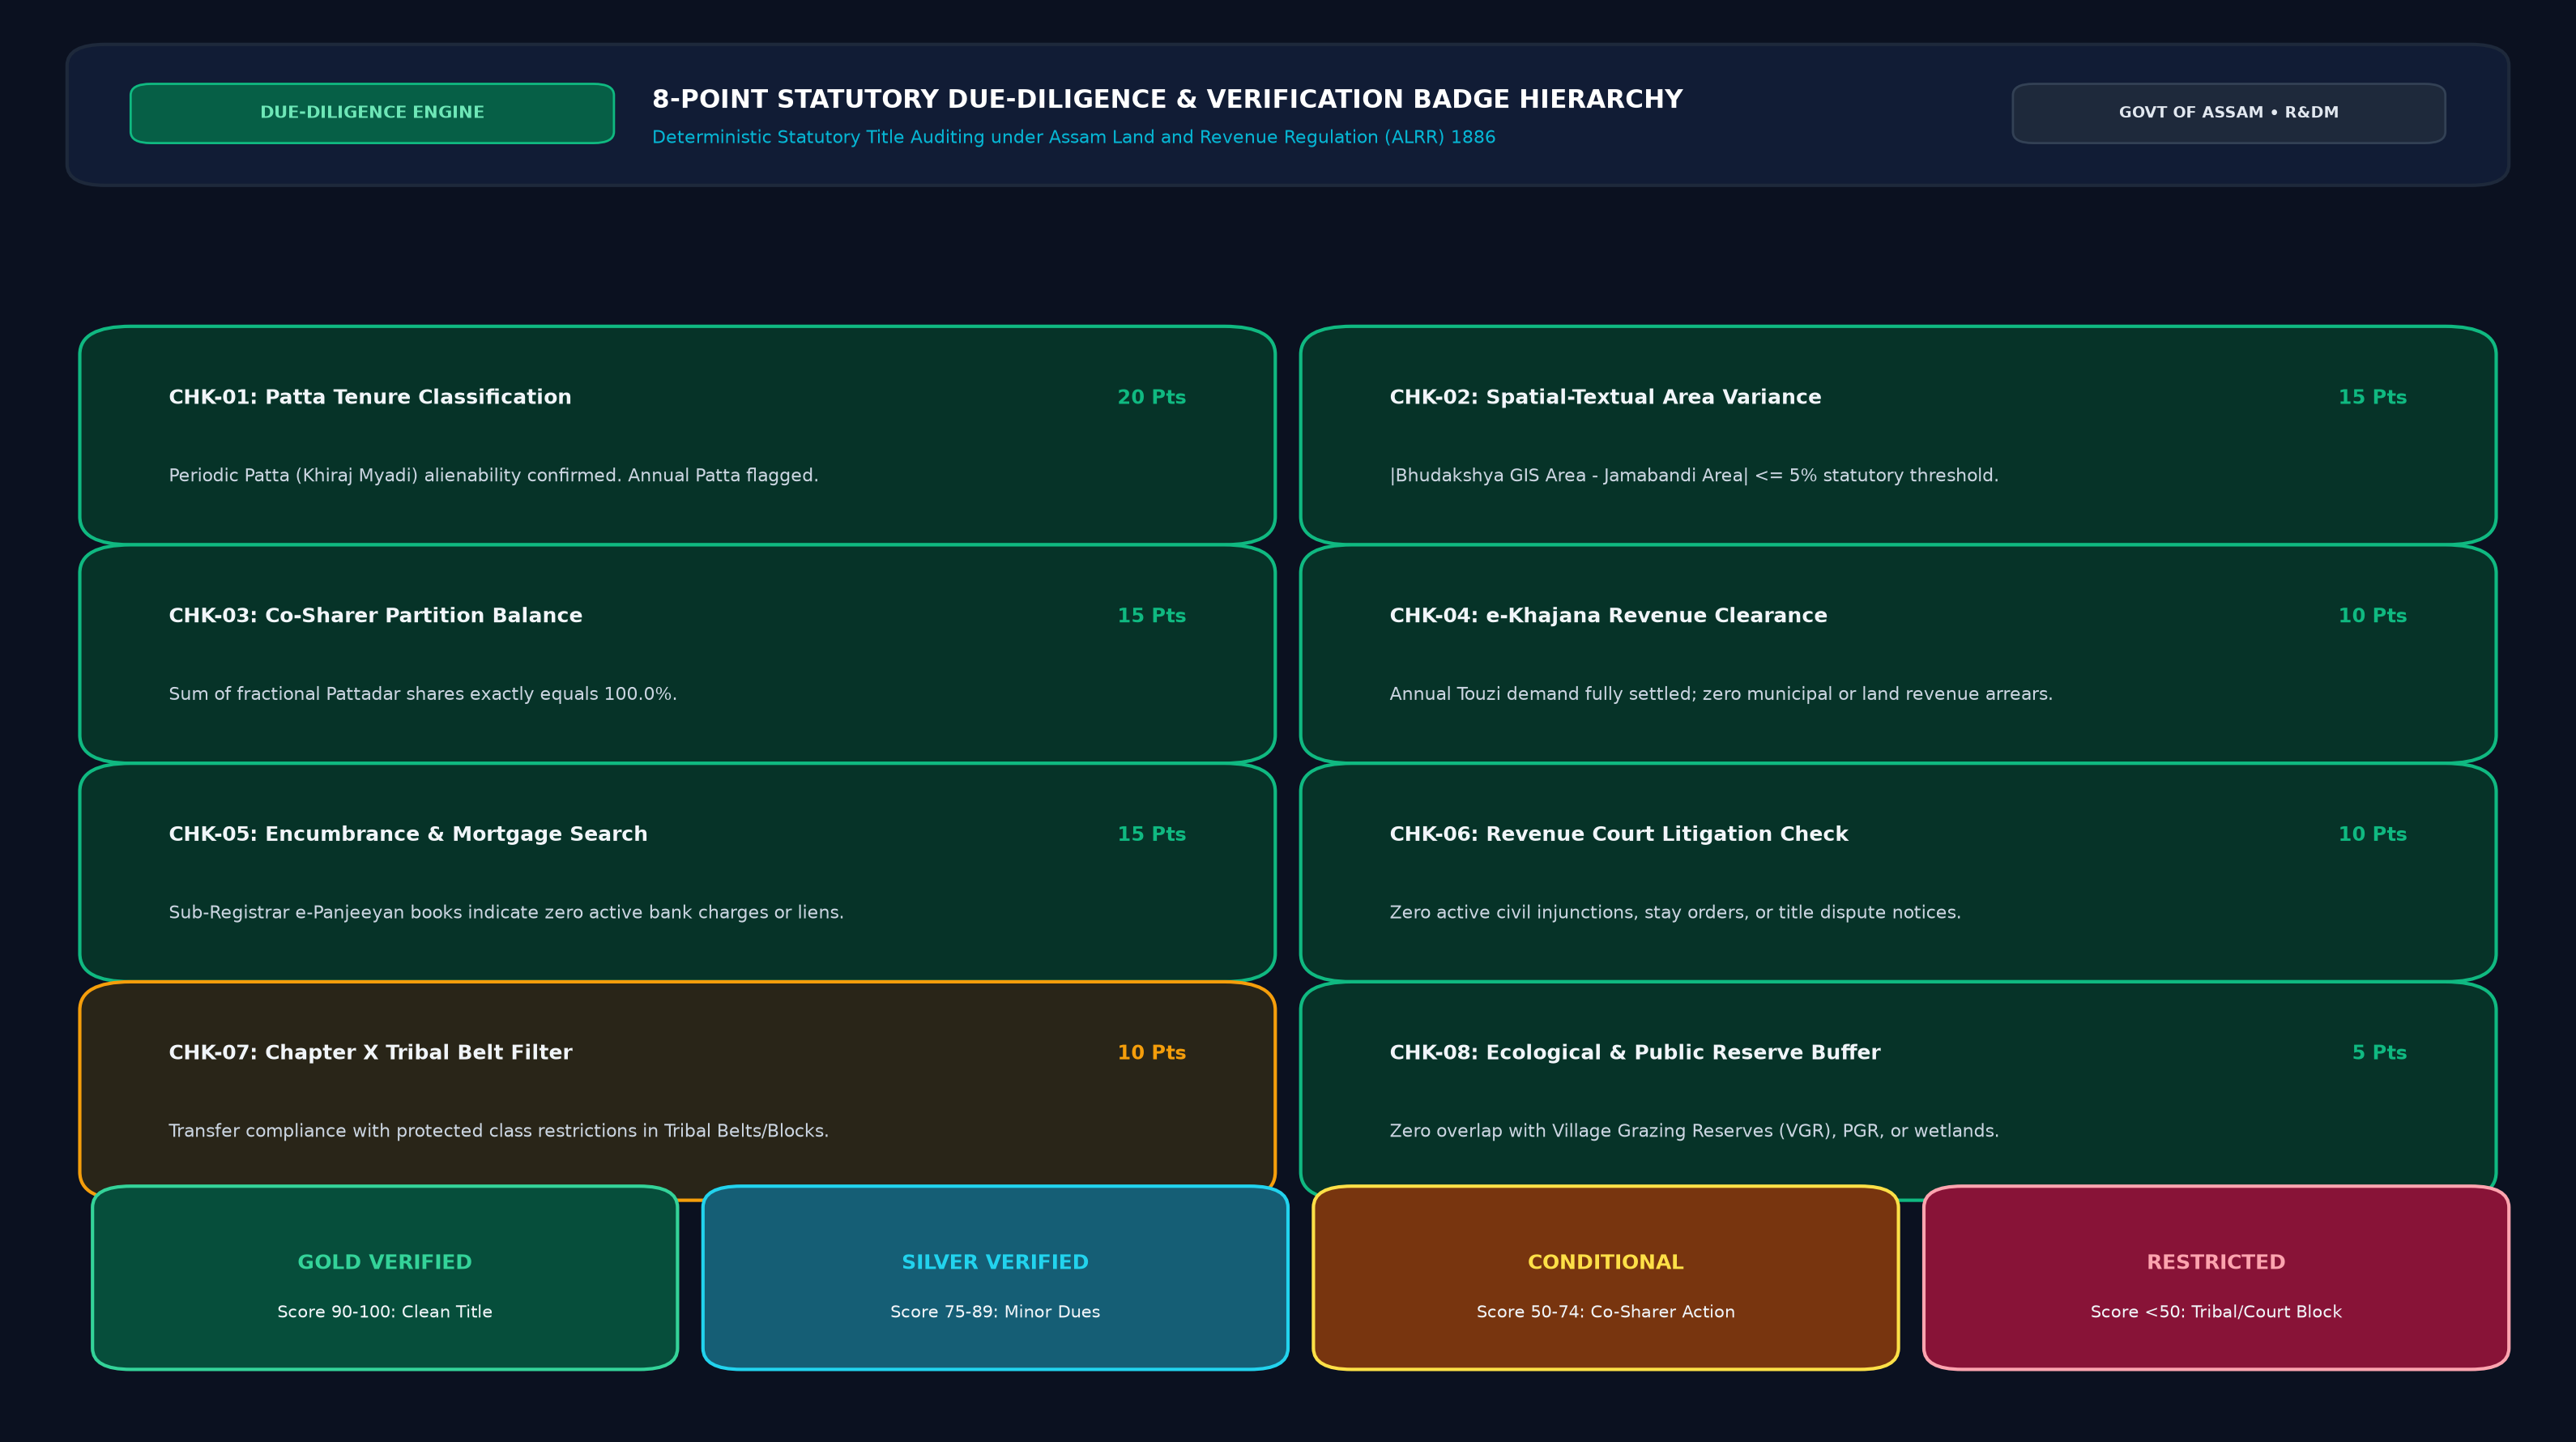 DUE-DILIGENCE ENGINE
8-POINT STATUTORY DUE-DILIGENCE & VERIFICATION BADGE HIERARCHY
Deterministic Statutory Title Auditing under Assam Land and Revenue Regulation (ALRR) 1886
GOVT OF ASSAM • R&DM
CHK-01: Patta Tenure Classification
20 Pts
Periodic Patta (Khiraj Myadi) alienability confirmed. Annual Patta flagged.
CHK-02: Spatial-Textual Area Variance
15 Pts
|Bhudakshya GIS Area - Jamabandi Area| <= 5% statutory threshold.
CHK-03: Co-Sharer Partition Balance
15 Pts
Sum of fractional Pattadar shares exactly equals 100.0%.
CHK-04: e-Khajana Revenue Clearance
10 Pts
Annual Touzi demand fully settled; zero municipal or land revenue arrears.
CHK-05: Encumbrance & Mortgage Search
15 Pts
Sub-Registrar e-Panjeeyan books indicate zero active bank charges or liens.
CHK-06: Revenue Court Litigation Check
10 Pts
Zero active civil injunctions, stay orders, or title dispute notices.
CHK-07: Chapter X Tribal Belt Filter
10 Pts
Transfer compliance with protected class restrictions in Tribal Belts/Blocks.
CHK-08: Ecological & Public Reserve Buffer
5 Pts
Zero overlap with Village Grazing Reserves (VGR), PGR, or wetlands.
GOLD VERIFIED
Score 90-100: Clean Title
SILVER VERIFIED
Score 75-89: Minor Dues
CONDITIONAL
Score 50-74: Co-Sharer Action
RESTRICTED
Score <50: Tribal/Court Block